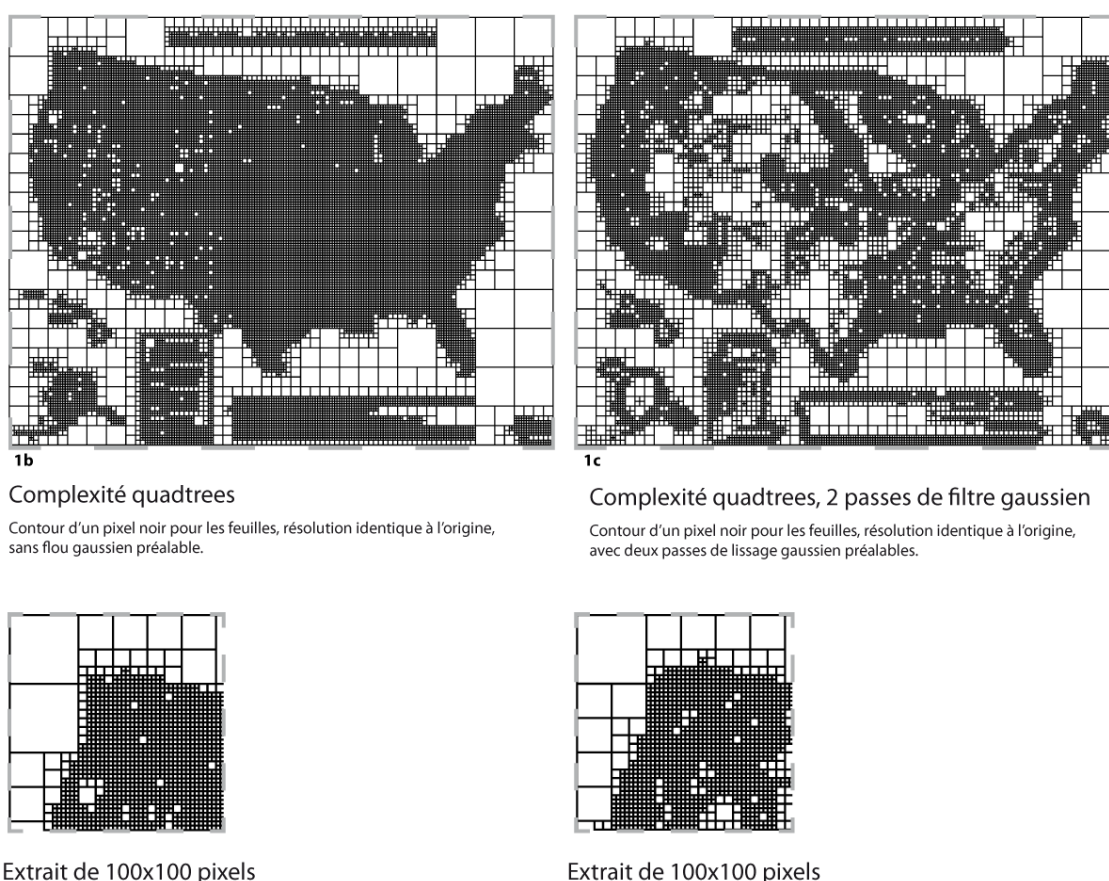 1b
Complexité quadtrees
Contour d’un pixel noir pour les feuilles, résolution identique à l’origine,
sans flou gaussien préalable.
1c
Complexité quadtrees, 2 passes de filtre gaussien
Contour d’un pixel noir pour les feuilles, résolution identique à l’origine,
avec deux passes de lissage gaussien préalables.
Extrait de 100x100 pixels
Extrait de 100x100 pixels